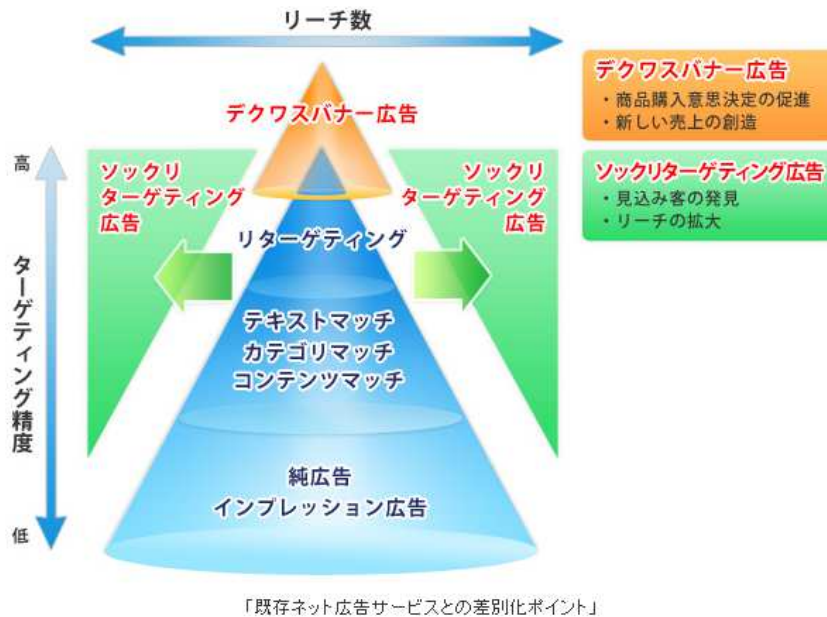 リーチ数
デクワスバナー広告
・商品購入意思決定の促進
・新しい売上の創造
デクワスバナー広告
高
ソックリ
ターゲティング
広告
ソックリ
ターゲティング
広告
ソックリターゲティング広告
・見込み客の発見
・リーチの拡大
リターゲティング
ターゲティング精度
テキストマッチ
カテゴリマッチ
コンテンツマッチ
純広告
インプレッション広告
低
「既存ネット広告サービスとの差別化ポイント」